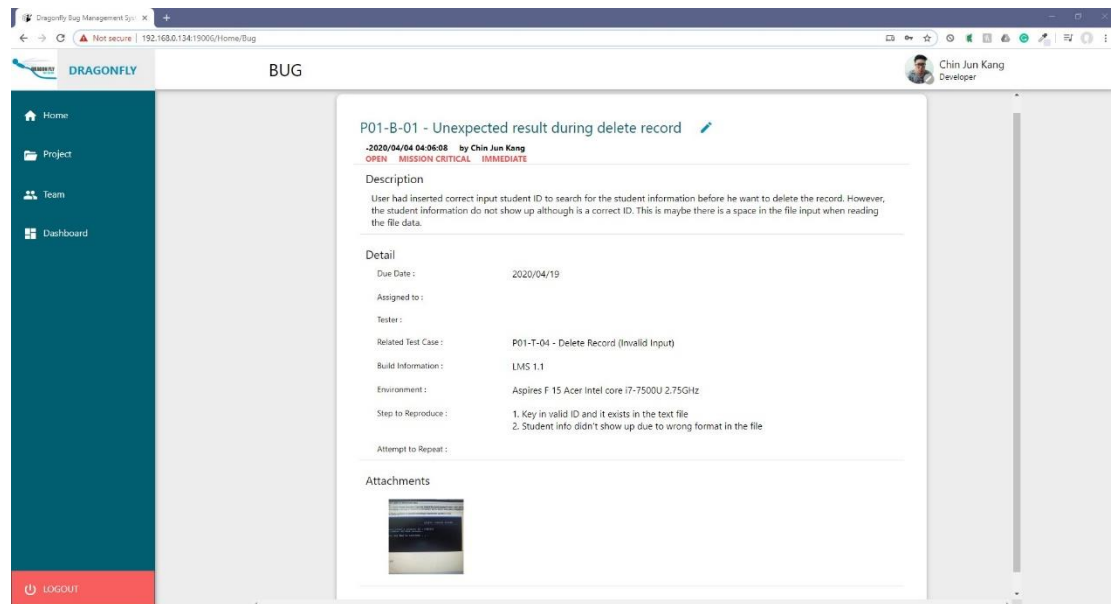 Dragonfly Bug Management Syst
Not secure | 192.168.0.134:19006/Home/Bug
DRAGONFLY
BUG
Chin Jun Kang
Developer
Home
Project
Team
Dashboard
LOGOUT
P01-B-01 - Unexpected result during delete record
-2020/04/04 04:06:08 by Chin Jun Kang
OPEN MISSION CRITICAL IMMEDIATE
Description
User had inserted correct input student ID to search for the student information before he want to delete the record. However,
the student information do not show up although is a correct ID. This is maybe there is a space in the file input when reading
the file data.
Detail
Due Date : 2020/04/19
Assigned to :
Tester :
Related Test Case : P01-T-04 - Delete Record (Invalid Input)
Build Information : LMS 1.1
Environment : Aspires F 15 Acer Intel core i7-7500U 2.75GHz
Step to Reproduce : 1. Key in valid ID and it exists in the text file
2. Student info didn't show up due to wrong format in the file
Attempt to Repeat :
Attachments